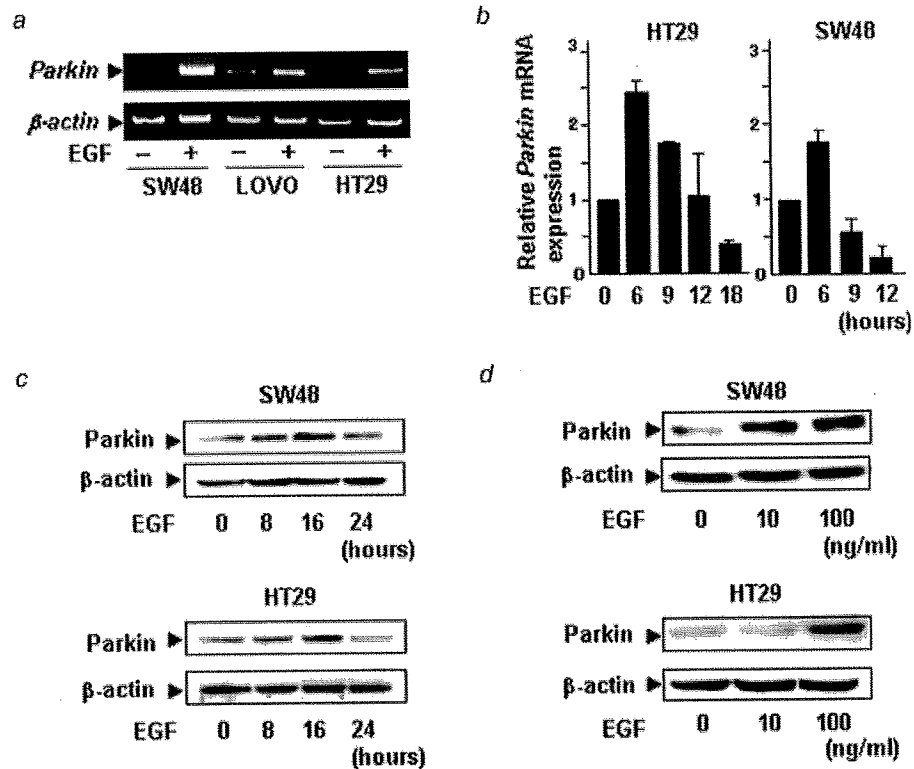 a
Parkin
β-actin
EGF - + - + - +
SW48 LOVO HT29
b
HT29 SW48
Relative Parkin mRNA
expression
3 3
2 2
1 1
0 0
EGF 0 6 9 12 18 0 6 9 12
(hours)
c
SW48
Parkin
β-actin
EGF 0 8 16 24
(hours)
HT29
Parkin
β-actin
EGF 0 8 16 24
(hours)
d
SW48
Parkin
β-actin
EGF 0 10 100
(ng/ml)
HT29
Parkin
β-actin
EGF 0 10 100
(ng/ml)